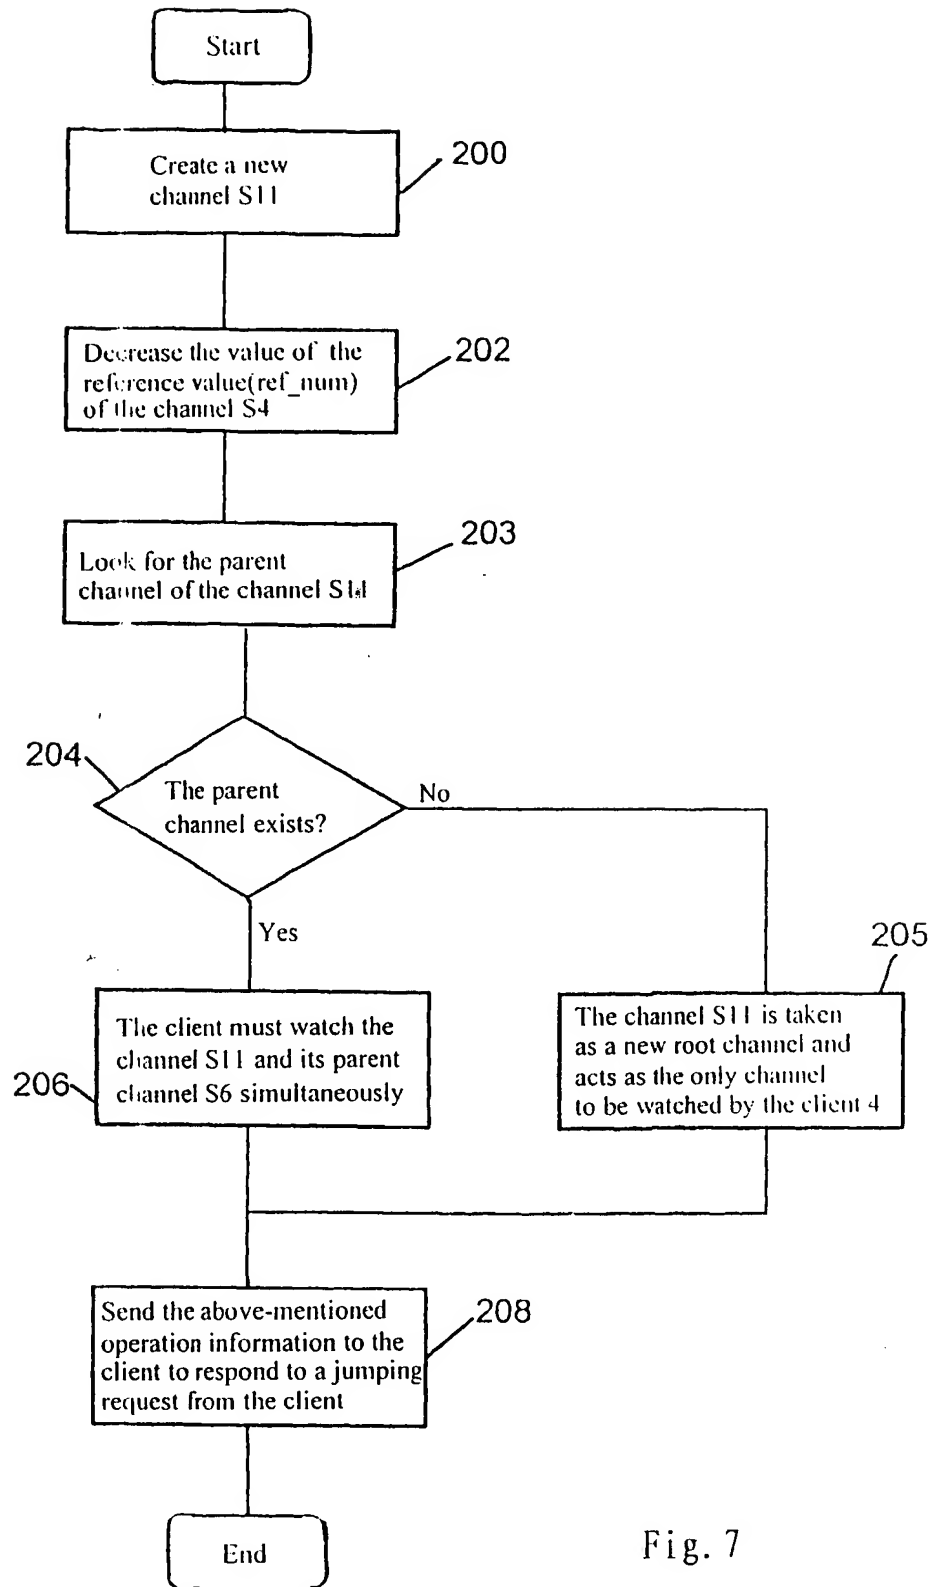 Start
Create a new
channel S11
200
Decrease the value of the
reference value(ref_num)
of the channel S4
202
Look for the parent
channel of the channel S11
203
204
The parent
channel exists?
No
Yes
205
The client must watch the
channel S11 and its parent
channel S6 simultaneously
206
The channel S11 is taken
as a new root channel and
acts as the only channel
to be watched by the client 4
Send the above-mentioned
operation information to the
client to respond to a jumping
request from the client
208
End
Fig. 7